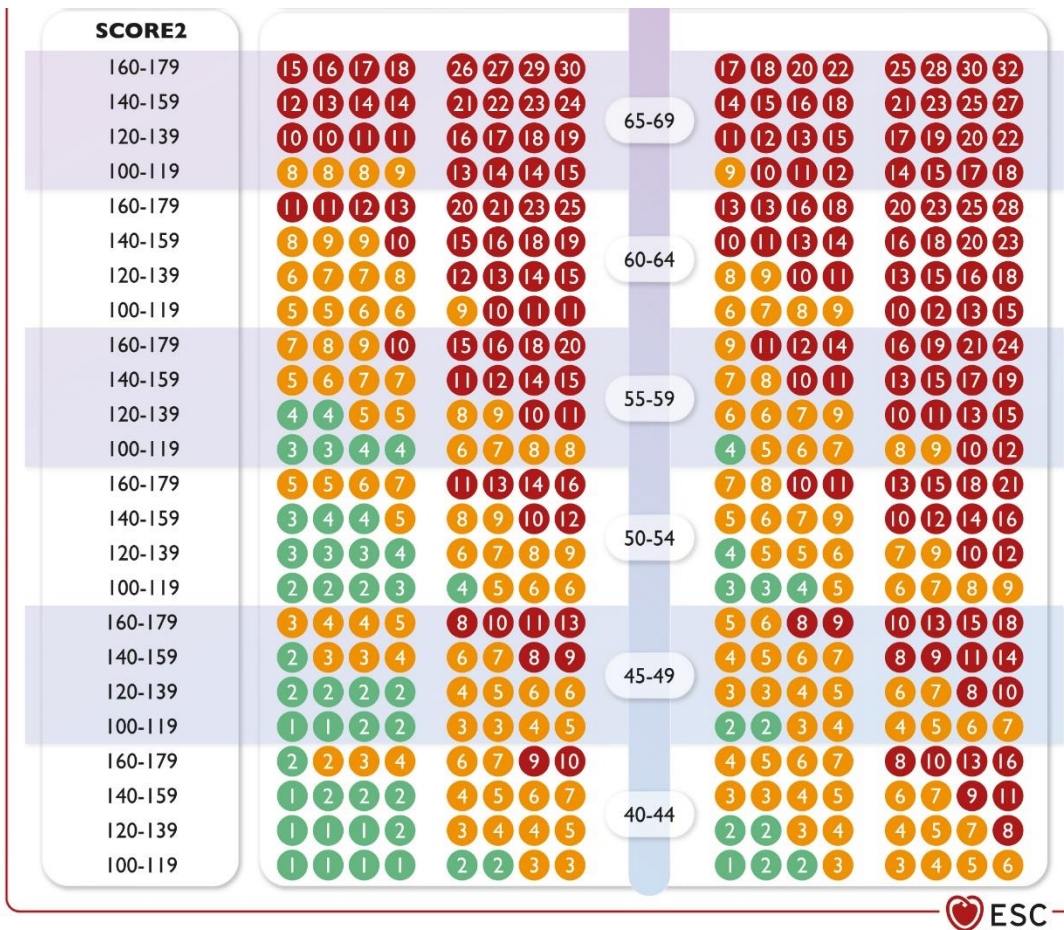 SCORE2
160-179 15 16 17 18 26 27 29 30 17 18 20 22 25 28 30 32
140-159 12 13 14 14 21 22 23 24 14 15 16 18 21 23 25 27
65-69
120-139 10 10 11 11 16 17 18 19 11 12 13 15 17 19 20 22
100-119 8 8 8 9 13 14 14 15 9 10 11 12 14 15 17 18
160-179 11 11 12 13 20 21 23 25 13 13 16 18 20 23 25 28
140-159 8 9 9 10 15 16 18 19 10 11 13 14 16 18 20 23
60-64
120-139 6 7 7 8 12 13 14 15 8 9 10 11 13 15 16 18
100-119 5 5 6 6 9 10 11 11 6 7 8 9 10 12 13 15
160-179 7 8 9 10 15 16 18 20 9 11 12 14 16 19 21 24
140-159 5 6 7 7 11 12 14 15 7 8 10 11 13 15 17 19
55-59
120-139 4 4 5 5 8 9 10 11 6 6 7 9 10 11 13 15
100-119 3 3 4 4 6 7 8 8 4 5 6 7 8 9 10 12
160-179 5 5 6 7 11 13 14 16 7 8 10 11 13 15 18 21
140-159 3 4 4 5 8 9 10 12 5 6 7 9 10 12 14 16
50-54
120-139 3 3 3 4 6 7 8 9 4 5 5 6 7 9 10 12
100-119 2 2 2 3 4 5 6 6 3 3 4 5 6 7 8 9
160-179 3 4 4 5 8 10 11 13 5 6 8 9 10 13 15 18
140-159 2 3 3 4 6 7 8 9 4 5 6 7 8 9 11 14
45-49
120-139 2 2 2 2 4 5 6 6 3 3 4 5 6 7 8 10
100-119 1 1 2 2 3 3 4 5 2 2 3 4 4 5 6 7
160-179 2 2 3 4 6 7 9 10 4 5 6 7 8 10 13 16
140-159 1 2 2 2 4 5 6 7 3 3 4 5 6 7 9 11
40-44
120-139 1 1 1 2 3 4 4 5 2 2 3 4 4 5 7 8
100-119 1 1 1 1 2 2 3 3 1 2 2 3 3 4 5 6
ESC